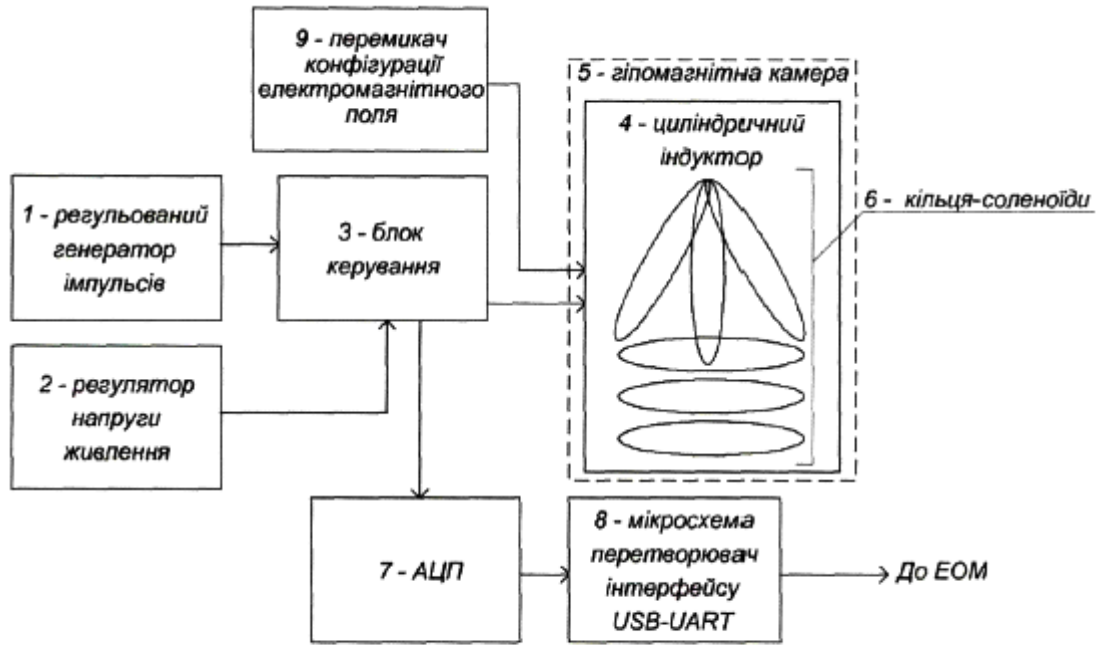 9 - перемикач
конфігурації
електромагнітного
поля
5 - гіпомагнітна камера
4 - циліндричний
індуктор
6 - кільця-соленоїди
1 - регульований
генератор
імпульсів
3 - блок
керування
2 - регулятор
напруги
живлення
7 - АЦП
8 - мікросхема
перетворювач
інтерфейсу
USB-UART
До ЕОМ